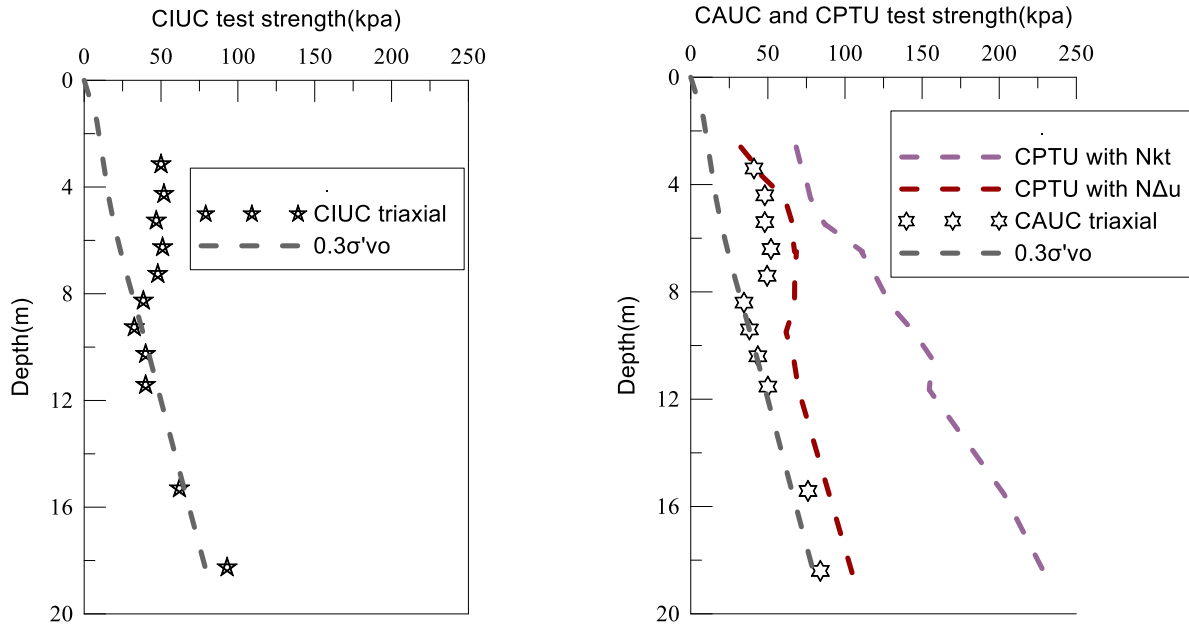 CIUC test strength(kpa)
0 50 100 150 200 250
0
4
8
12
16
20
Depth(m)
CIUC triaxial
0.3σ'vo
CAUC and CPTU test strength(kpa)
0 50 100 150 200 250
0
4
8
12
16
20
Depth(m)
CPTU with Nkt
CPTU with NΔu
CAUC triaxial
0.3σ'vo